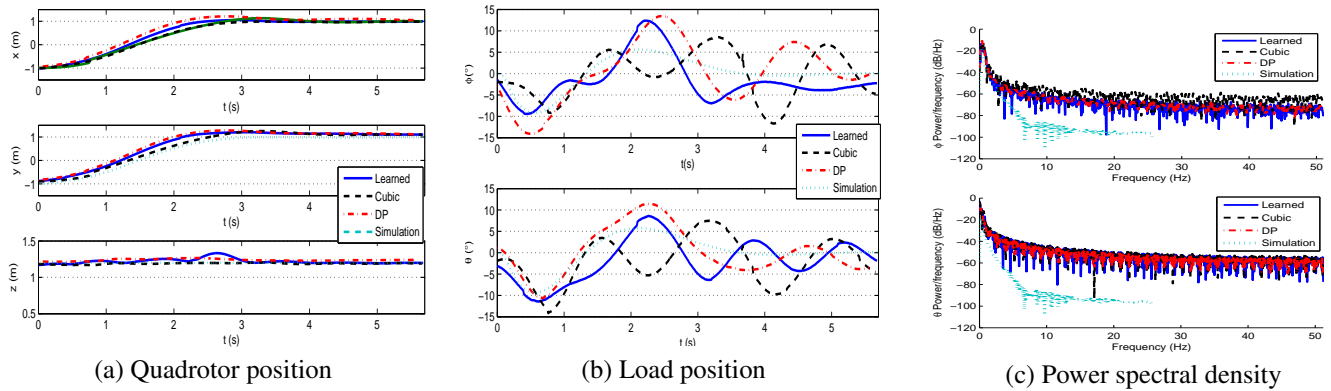 x (m)
1
0
−1
0 1 2 3 4 5
t (s)
y (m)
1
0
−1
0 1 2 3 4 5
t (s)
Learned
Cubic
DP
Simulation
z (m)
1.5
1
0.5
0 1 2 3 4 5
t (s)
(a) Quadrotor position
ϕ (°)
15
10
5
0
−5
−10
15
0 1 2 3 4 5
t(s)
Learned
Cubic
DP
Simulation
θ (°)
15
10
5
0
−5
−10
15
0 1 2 3 4 5
t (s)
(b) Load position
ϕ Power/frequency (dB/Hz)
0
−20
−40
−60
−80
−100
−120
0 10 20 30 40 50
Frequency (Hz)
Learned
Cubic
DP
Simulation
θ Power/frequency (dB/Hz)
0
−20
−40
−60
−80
−100
−120
0 10 20 30 40 50
Frequency (Hz)
Learned
Cubic
DP
Simulation
(c) Power spectral density